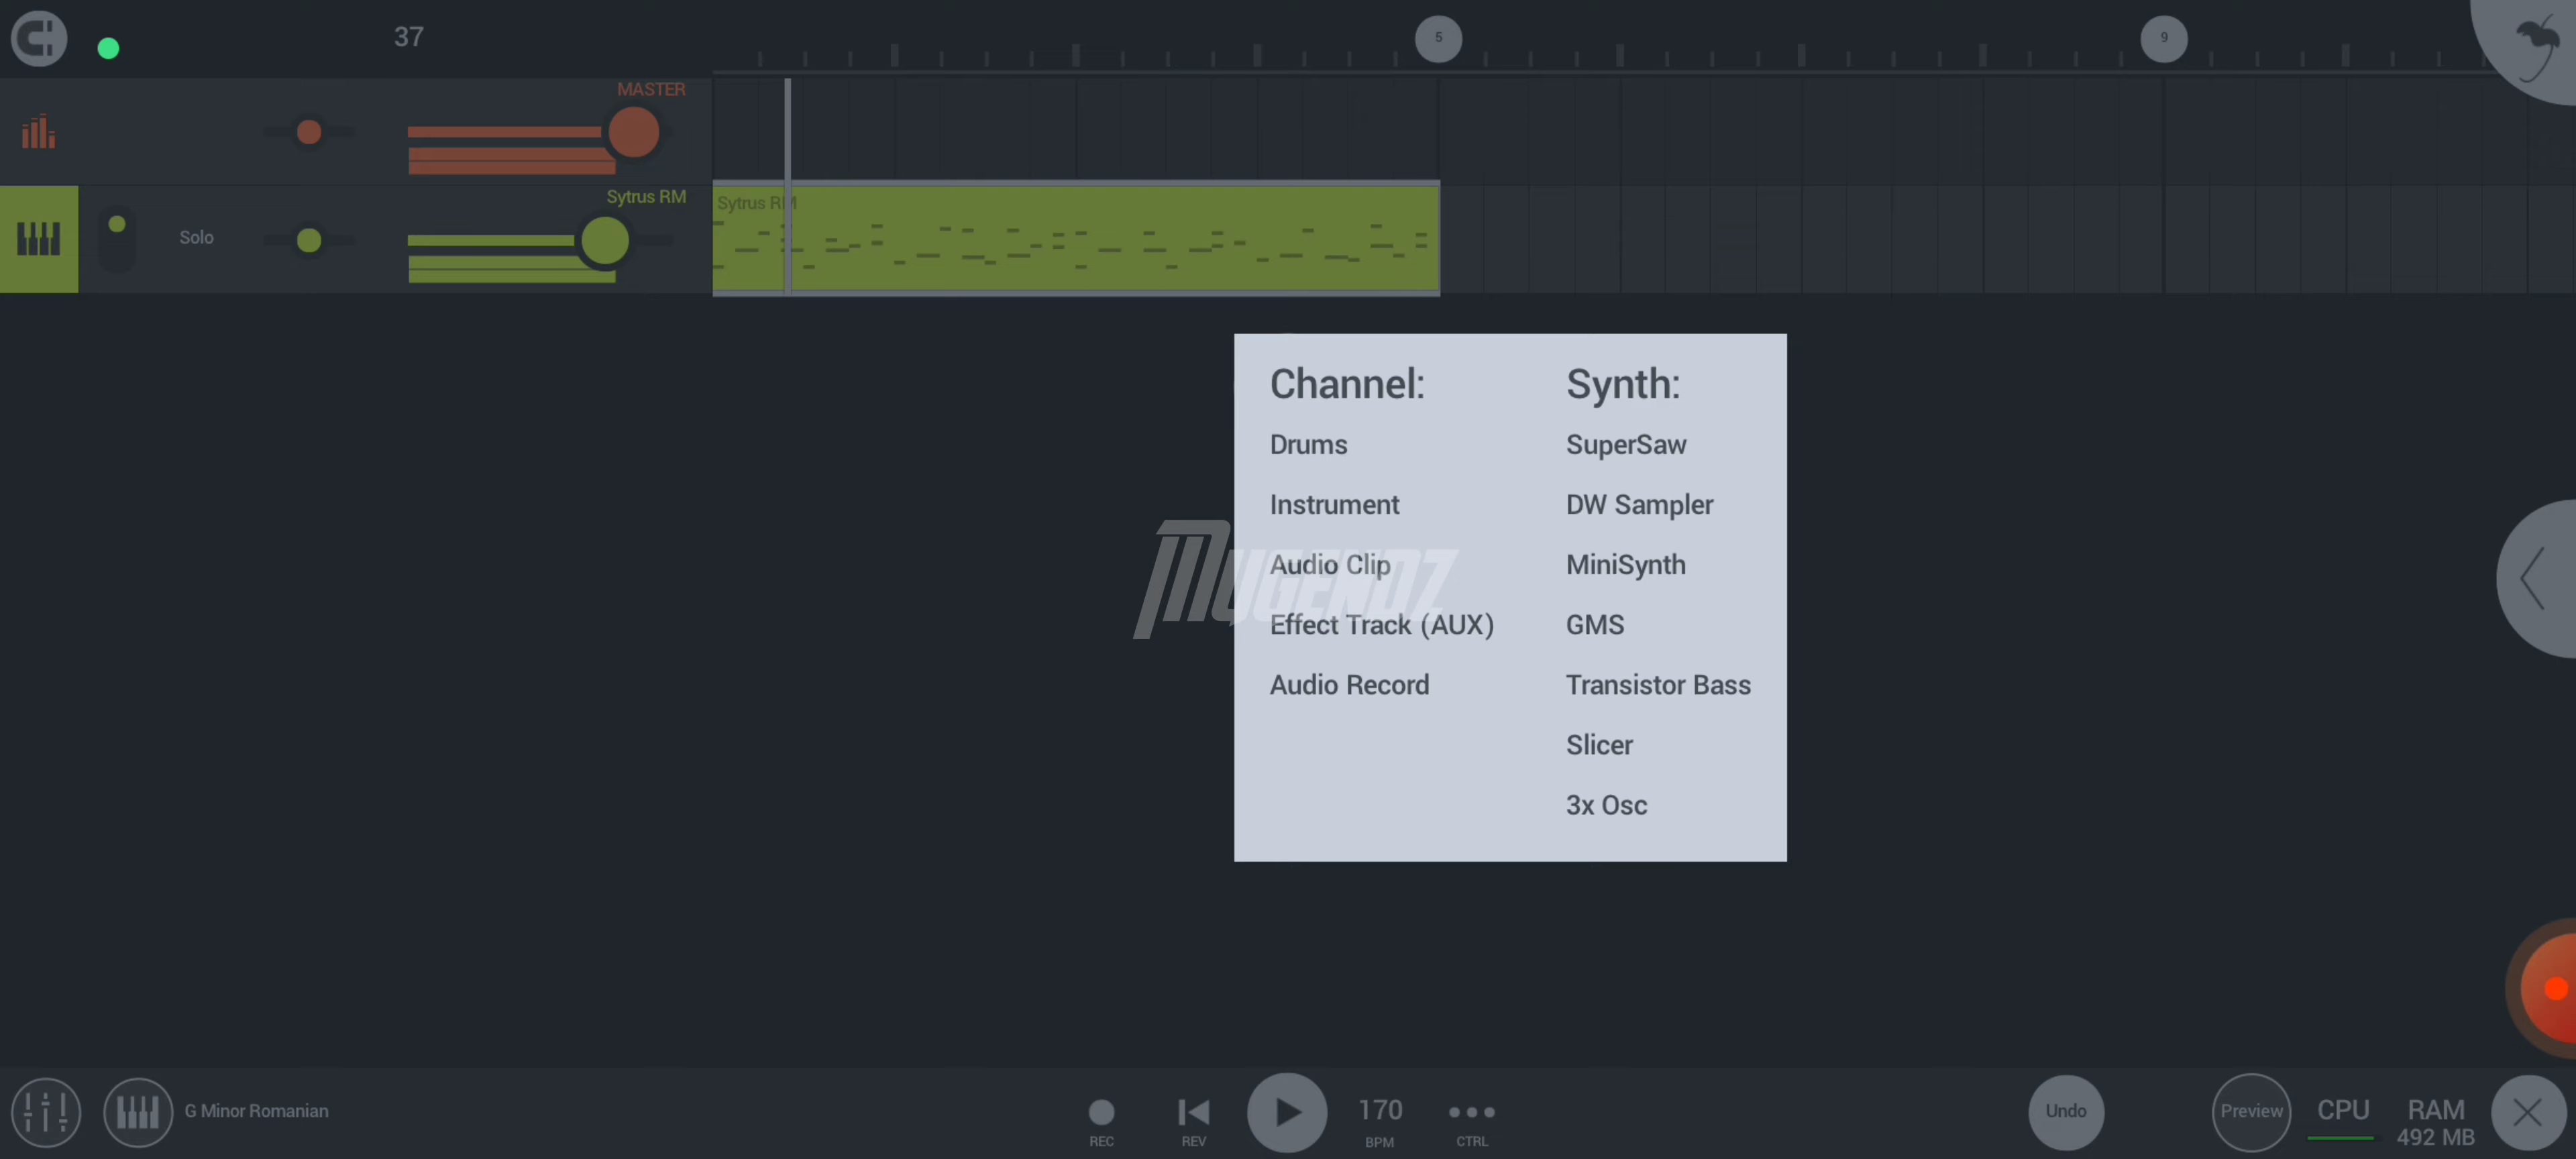 37
5
9
MASTER
Sytrus RM
Solo
Sytrus RM
Channel:
Synth:
Drums
SuperSaw
Instrument
DW Sampler
Audio Clip
MiniSynth
MUGENDZ
Effect Track (AUX)
GMS
Audio Record
Transistor Bass
Slicer
3x Osc
G Minor Romanian
REC
REV
170
BPM
CTRL
Undo
Preview
CPU
RAM
492 MB